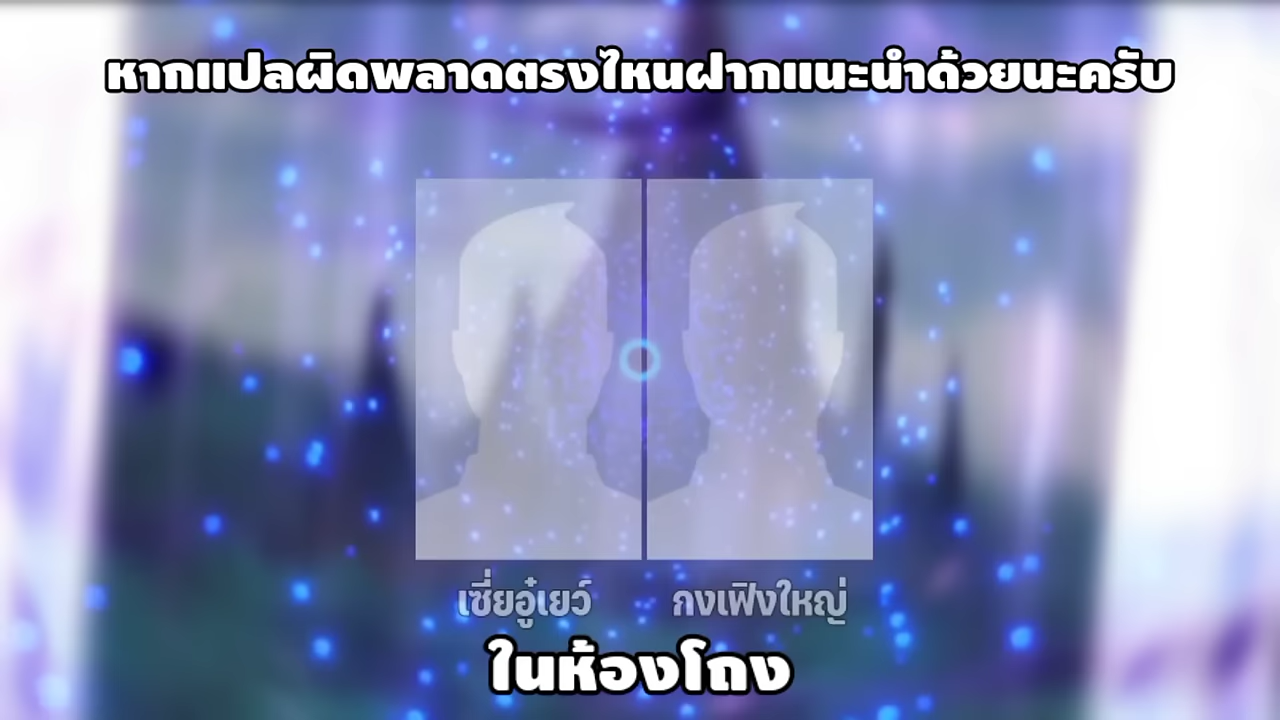 หากแปลผิดพลาดตรงไหนฝากแนะนำด้วยนะครับ
เซี่ยอู๋เยว์ กงเฟิงใหญ่
ในห้องโถง